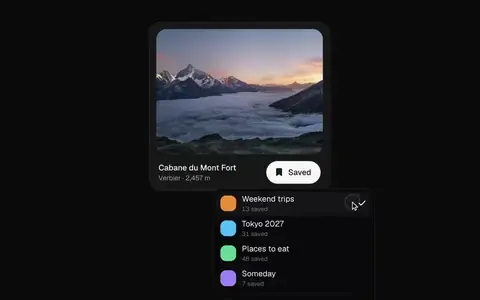 Cabane du Mont Fort
Verbier · 2,457 m
Saved
Weekend trips
13 saved
Tokyo 2027
31 saved
Places to eat
48 saved
Someday
7 saved